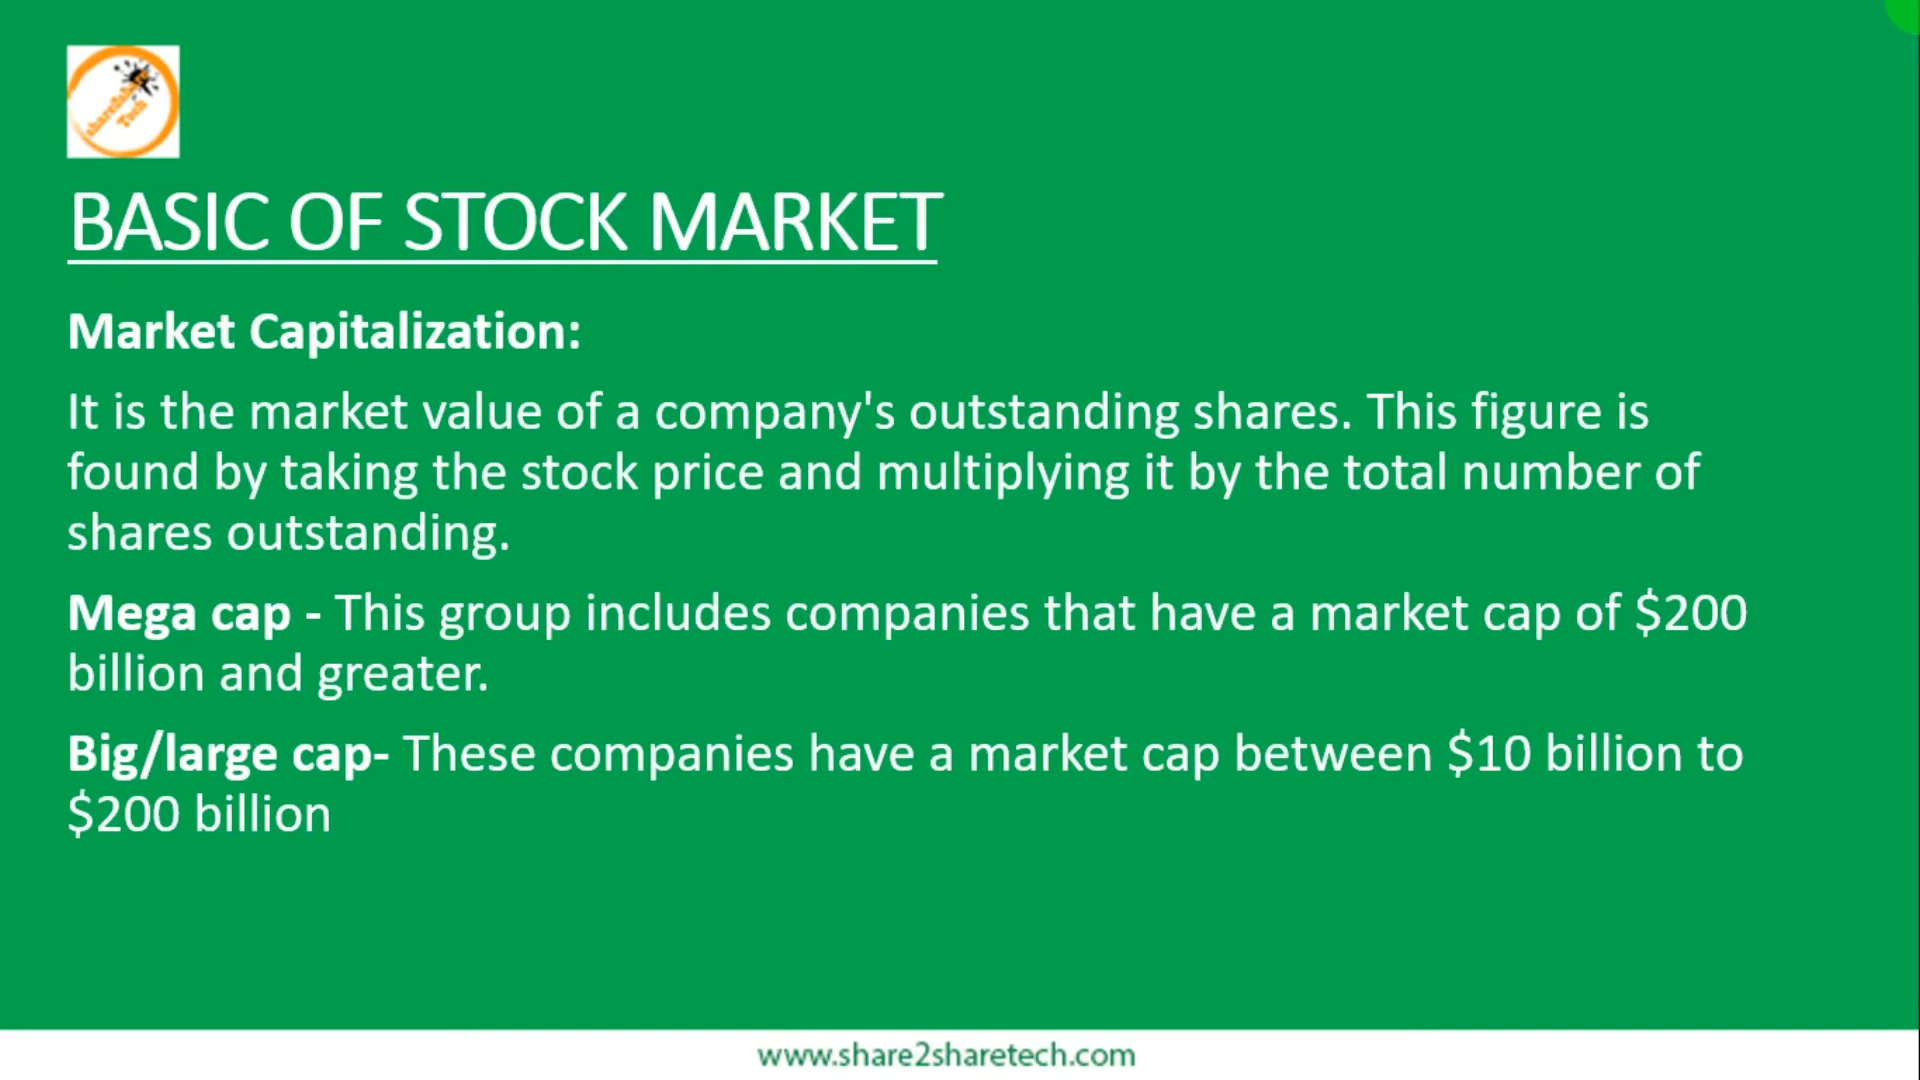 share2share
Tech
BASIC OF STOCK MARKET
Market Capitalization:
It is the market value of a company's outstanding shares. This figure is
found by taking the stock price and multiplying it by the total number of
shares outstanding.
Mega cap - This group includes companies that have a market cap of $200
billion and greater.
Big/large cap- These companies have a market cap between $10 billion to
$200 billion
www.share2sharetech.com